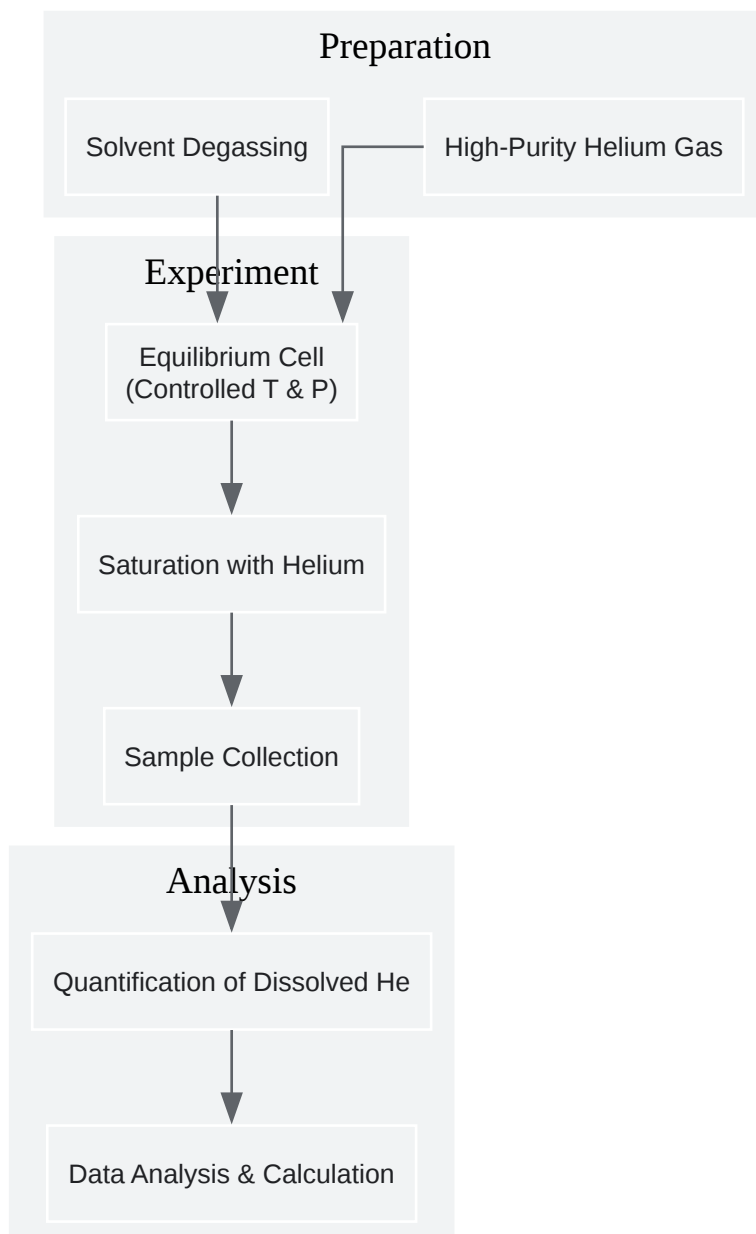 Preparation
Solvent Degassing
High-Purity Helium Gas
Experiment
Equilibrium Cell
(Controlled T & P)
Saturation with Helium
Sample Collection
Analysis
Quantification of Dissolved He
Data Analysis & Calculation